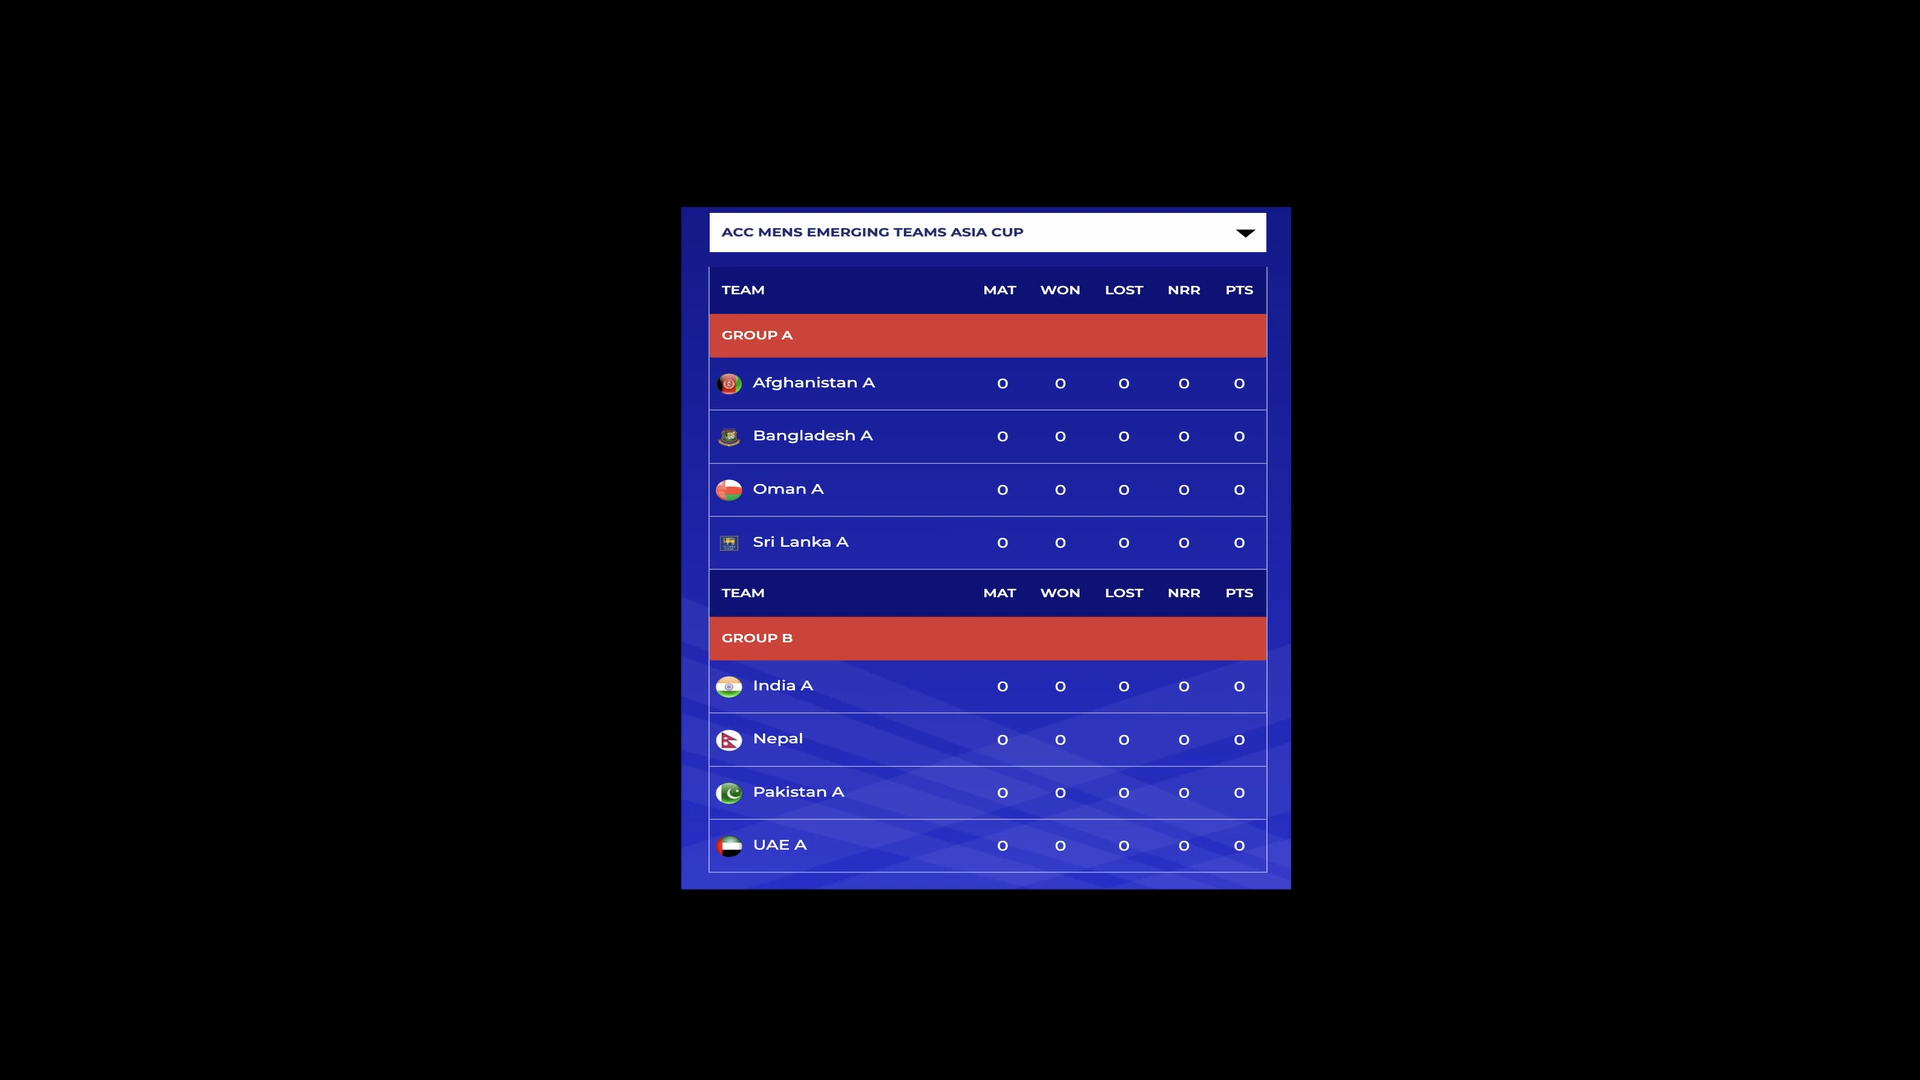 ACC MENS EMERGING TEAMS ASIA CUP
TEAM MAT WON LOST NRR PTS
GROUP A
Afghanistan A 0 0 0 0 0
Bangladesh A 0 0 0 0 0
Oman A 0 0 0 0 0
Sri Lanka A 0 0 0 0 0
TEAM MAT WON LOST NRR PTS
GROUP B
India A 0 0 0 0 0
Nepal 0 0 0 0 0
Pakistan A 0 0 0 0 0
UAE A 0 0 0 0 0